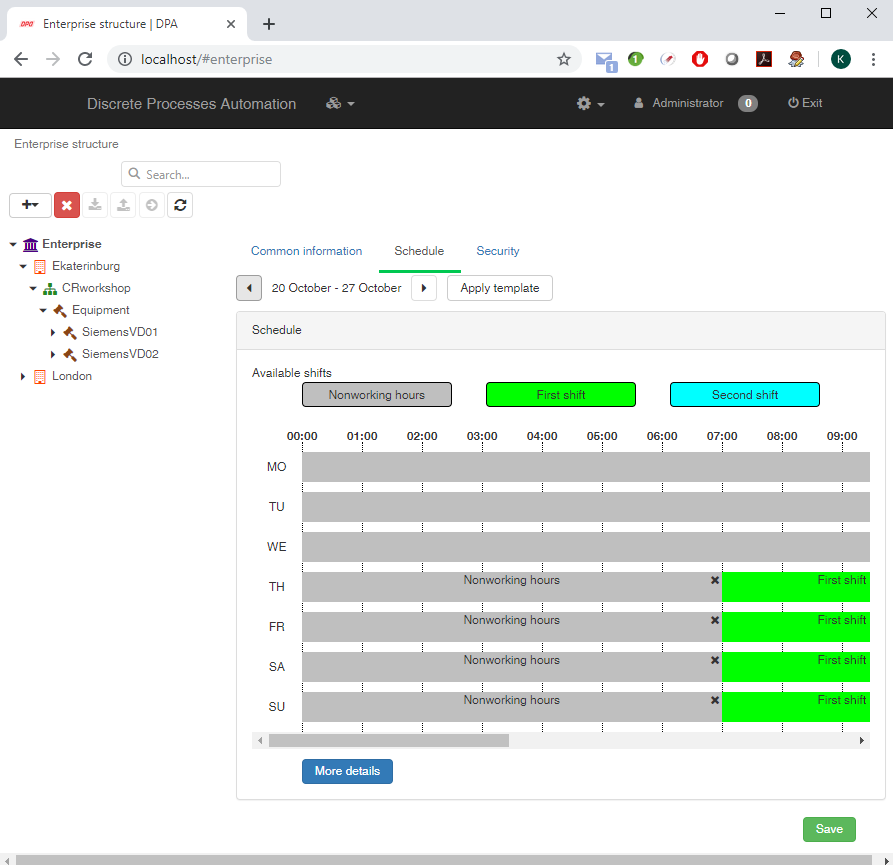 DPA Enterprise structure | DPA
localhost/#enterprise
1
1
K
Discrete Processes Automation
Administrator 0 Exit
Enterprise structure
Search...
Enterprise
Ekaterinburg
CRworkshop
Equipment
SiemensVD01
SiemensVD02
London
Common information Schedule Security
20 October - 27 October Apply template
Schedule
Available shifts
Nonworking hours First shift Second shift
00:00 01:00 02:00 03:00 04:00 05:00 06:00 07:00 08:00 09:00
MO
TU
WE
TH Nonworking hours First shift
FR Nonworking hours First shift
SA Nonworking hours First shift
SU Nonworking hours First shift
More details
Save